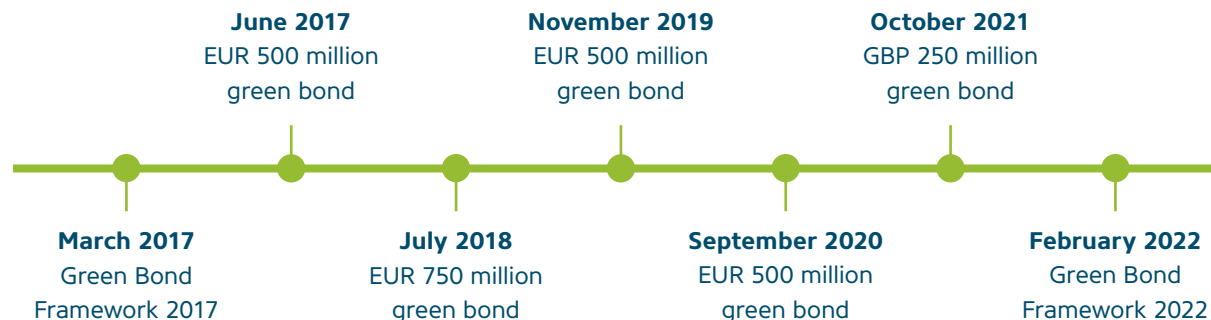 June 2017
EUR 500 million
green bond
November 2019
EUR 500 million
green bond
October 2021
GBP 250 million
green bond
March 2017
Green Bond
Framework 2017
July 2018
EUR 750 million
green bond
September 2020
EUR 500 million
green bond
February 2022
Green Bond
Framework 2022